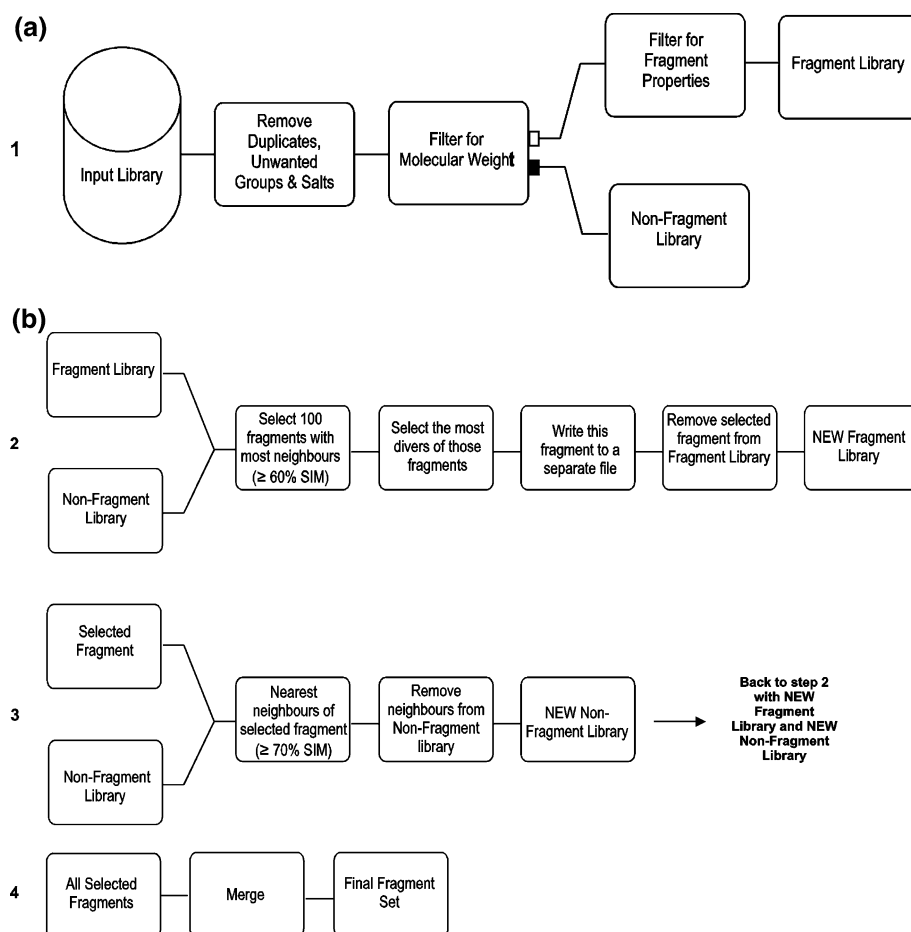 (a)
1
Input Library
Remove
Duplicates,
Unwanted
Groups & Salts
Filter for
Molecular Weight
Filter for
Fragment
Properties
Fragment Library
Non-Fragment
Library
(b)
2
Fragment Library
Non-Fragment
Library
Select 100
fragments with
most neighbours
(≥ 60% SIM)
Select the most
divers of those
fragments
Write this
fragment to a
separate file
Remove selected
fragment from
Fragment Library
NEW Fragment
Library
3
Selected
Fragment
Non-Fragment
Library
Nearest
neighbours of
selected fragment
(≥ 70% SIM)
Remove
neighbours from
Non-Fragment
library
NEW Non-
Fragment Library
Back to step 2
with NEW
Fragment
Library and NEW
Non-Fragment
Library
4
All Selected
Fragments
Merge
Final Fragment
Set